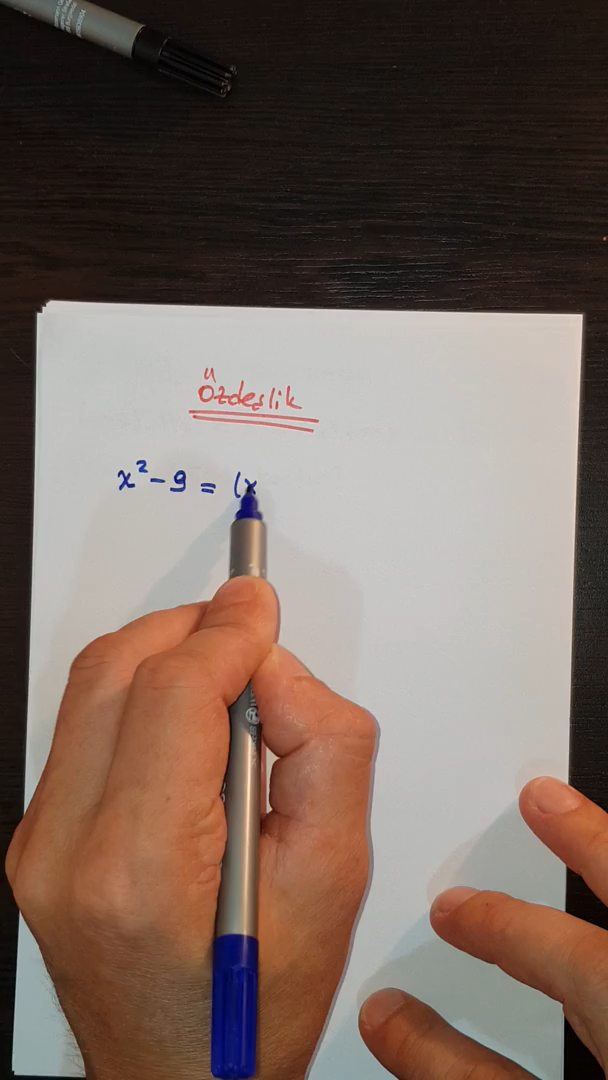 Özdeşlik
x² - 9 = (x